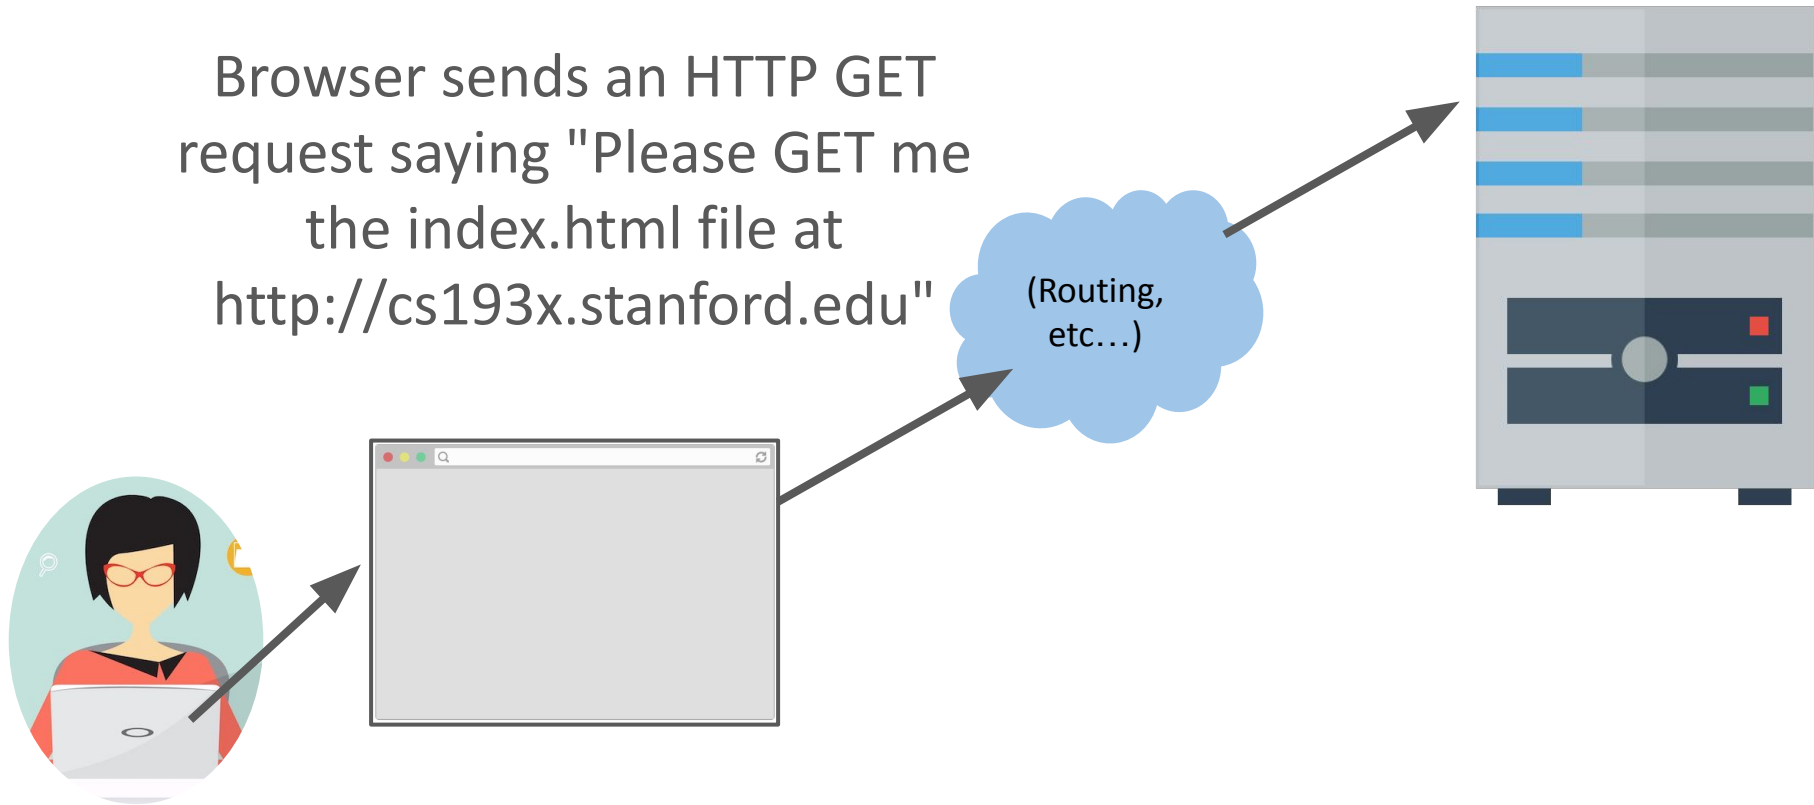 Browser sends an HTTP GET
request saying "Please GET me
the index.html file at
http://cs193x.stanford.edu"
(Routing,
etc…)